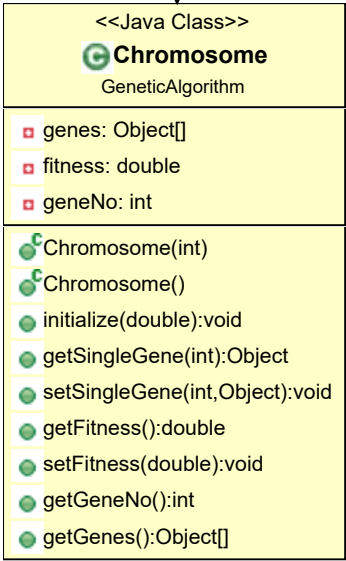 <<Java Class>>
C Chromosome
GeneticAlgorithm
genes: Object[]
fitness: double
geneNo: int
C Chromosome(int)
C Chromosome()
initialize(double):void
getSingleGene(int):Object
setSingleGene(int,Object):void
getFitness():double
setFitness(double):void
getGeneNo():int
getGenes():Object[]